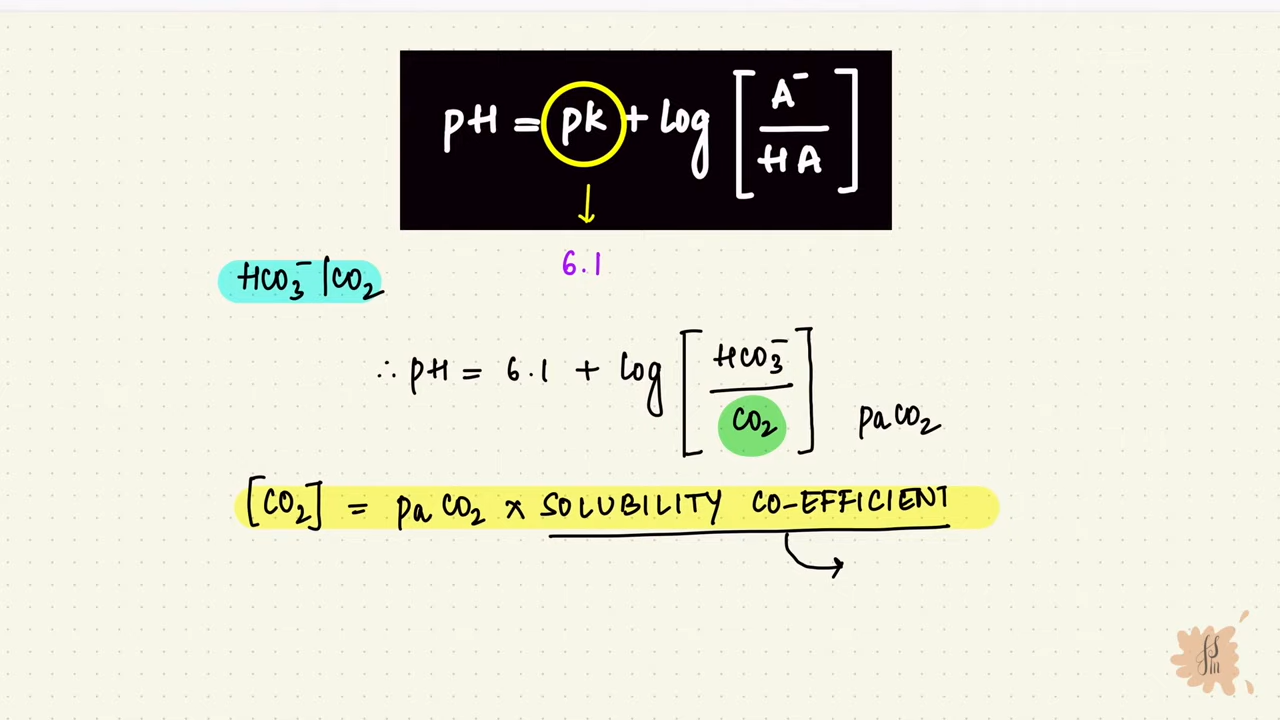 pH = pk + log [A⁻ / HA]
6.1
HCO₃⁻ | CO₂
∴ pH = 6.1 + log [HCO₃⁻ / CO₂] paCO₂
[CO₂] = paCO₂ × SOLUBILITY CO-EFFICIENT